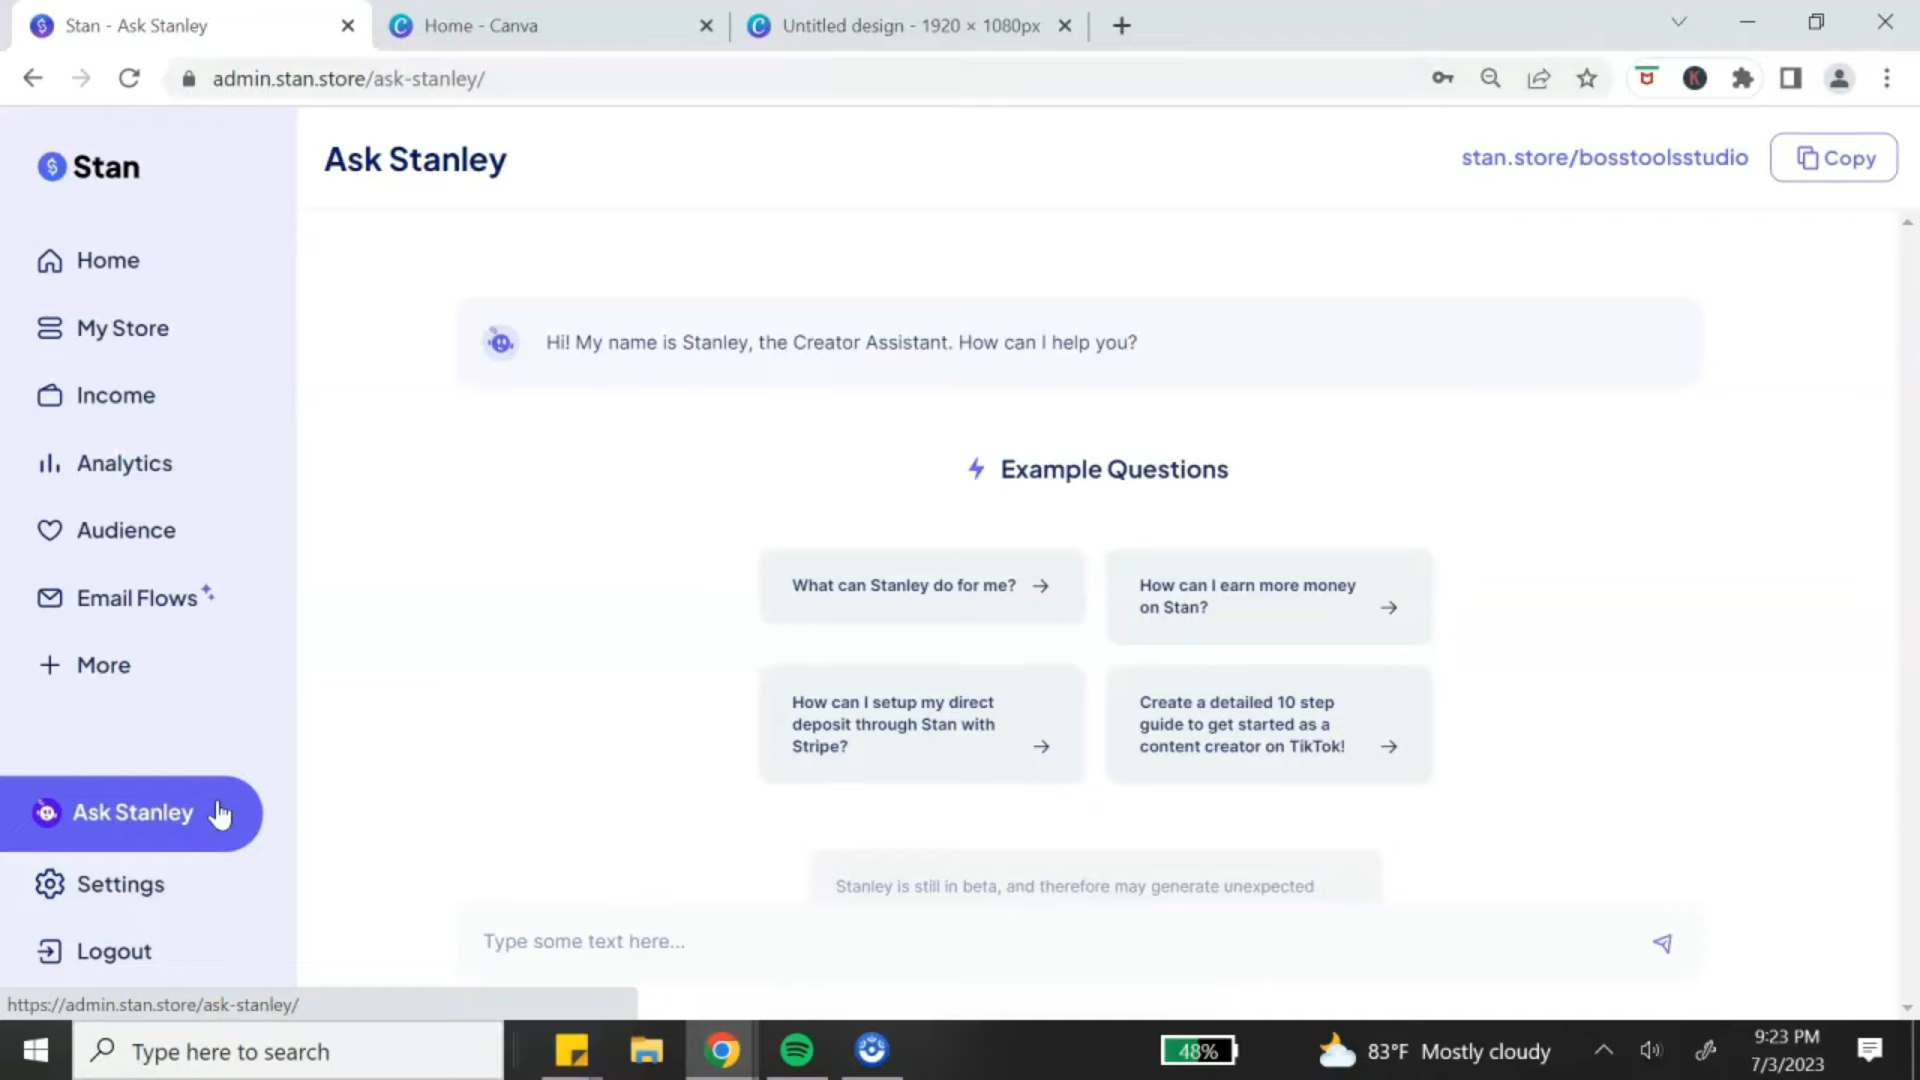 Stan - Ask Stanley
Home - Canva
Untitled design - 1920 × 1080px
admin.stan.store/ask-stanley/
Stan
Ask Stanley
stan.store/bosstoolsstudio
Copy
Home
My Store
Income
Analytics
Audience
Email Flows
More
Ask Stanley
Settings
Logout
Hi! My name is Stanley, the Creator Assistant. How can I help you?
Example Questions
What can Stanley do for me?
How can I earn more money
on Stan?
How can I setup my direct
deposit through Stan with
Stripe?
Create a detailed 10 step
guide to get started as a
content creator on TikTok!
Stanley is still in beta, and therefore may generate unexpected
Type some text here...
https://admin.stan.store/ask-stanley/
Type here to search
48%
83°F Mostly cloudy
9:23 PM
7/3/2023